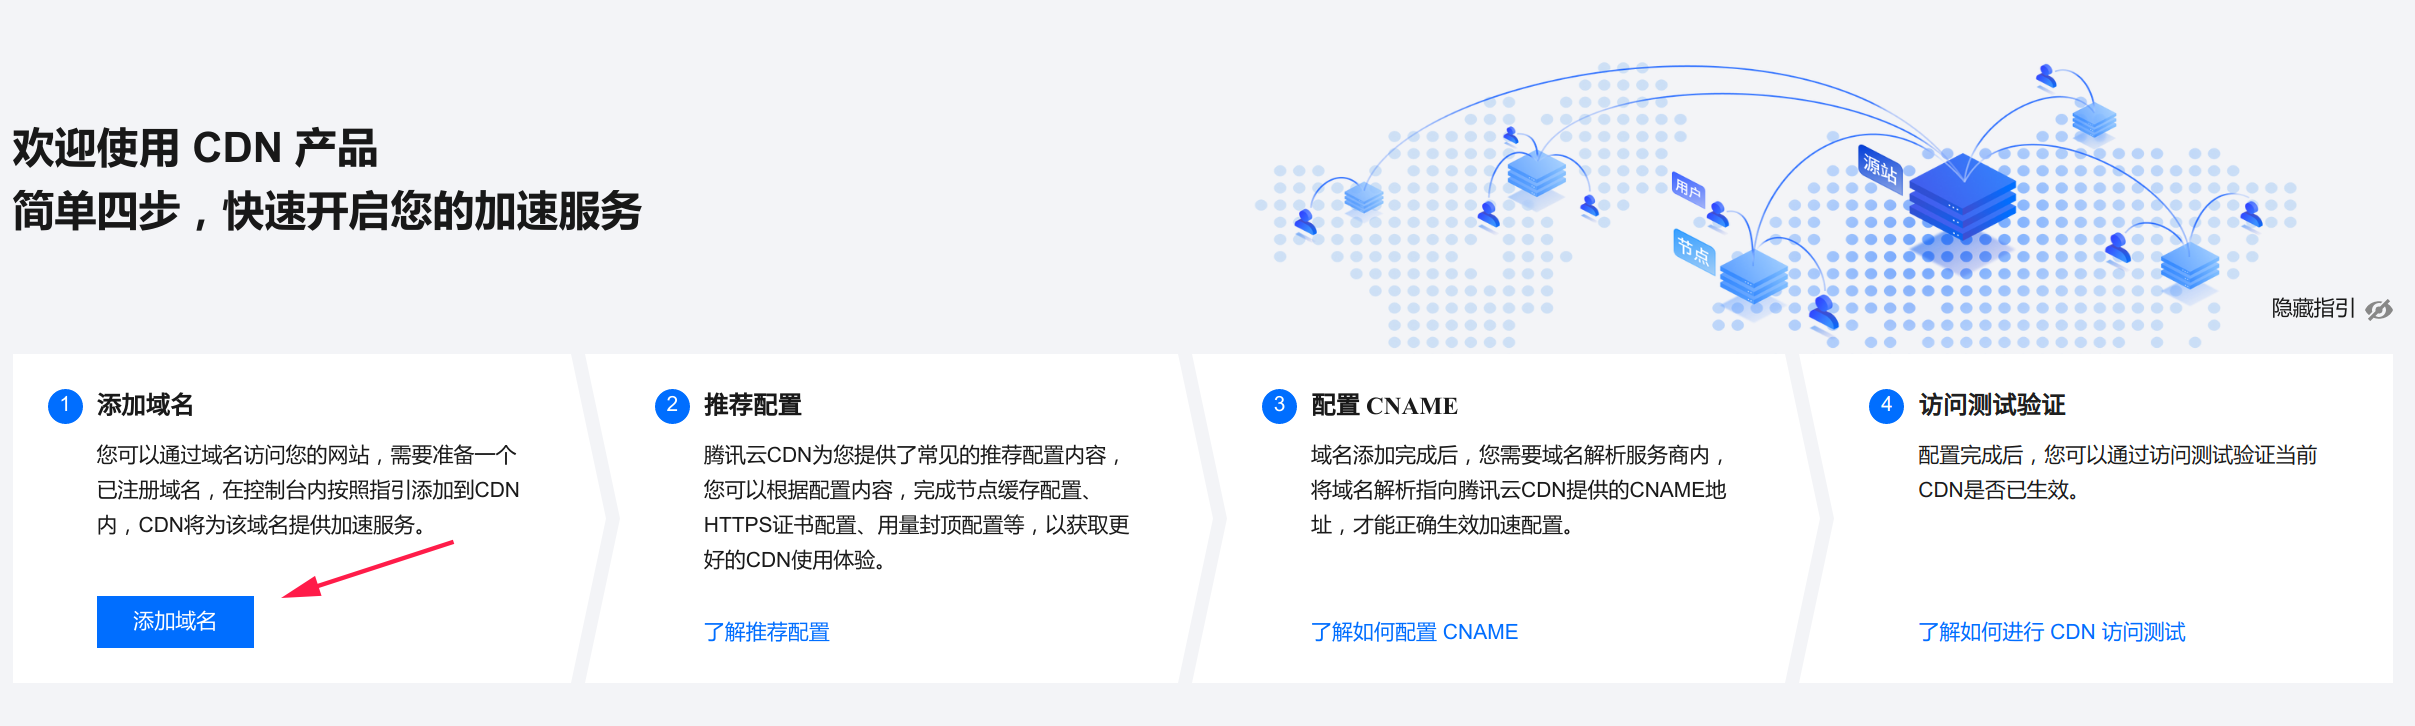 欢迎使用 CDN 产品
简单四步，快速开启您的加速服务
源站
用户
节点
隐藏指引
1 添加域名
您可以通过域名访问您的网站，需要准备一个
已注册域名，在控制台内按照指引添加到CDN
内，CDN将为该域名提供加速服务。
添加域名
2 推荐配置
腾讯云CDN为您提供了常见的推荐配置内容，
您可以根据配置内容，完成节点缓存配置、
HTTPS证书配置、用量封顶配置等，以获取更
好的CDN使用体验。
了解推荐配置
3 配置 CNAME
域名添加完成后，您需要域名解析服务商内，
将域名解析指向腾讯云CDN提供的CNAME地
址，才能正确生效加速配置。
了解如何配置 CNAME
4 访问测试验证
配置完成后，您可以通过访问测试验证当前
CDN是否已生效。
了解如何进行 CDN 访问测试